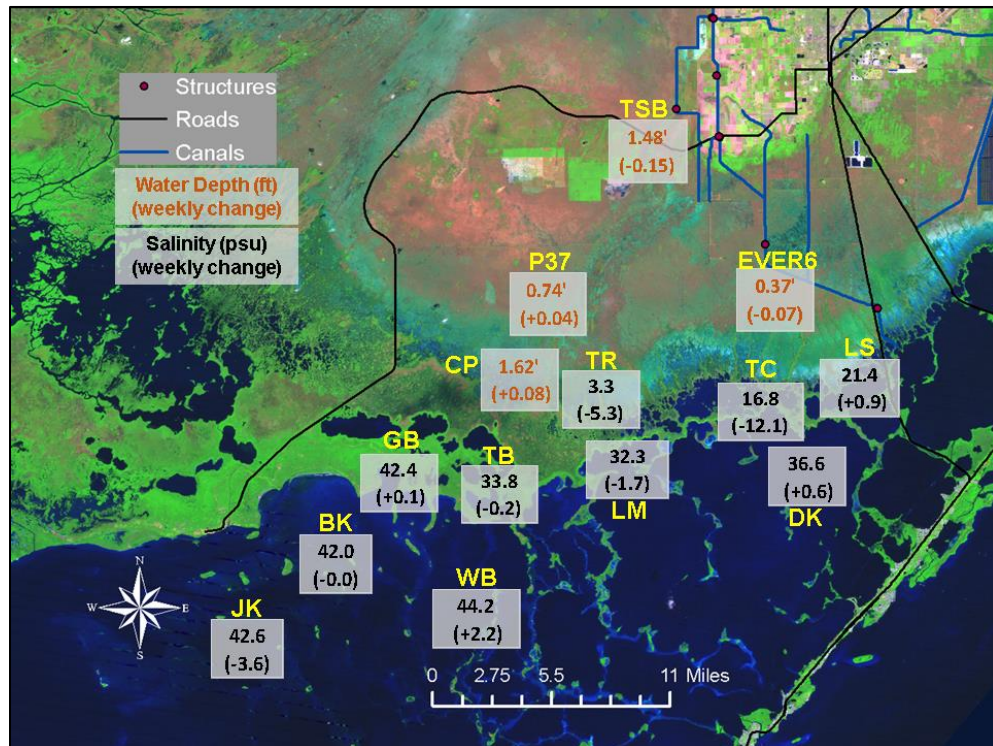 Structures
Roads
Canals
Water Depth (ft)
(weekly change)
Salinity (psu)
(weekly change)
TSB
1.48'
(-0.15)
P37
0.74'
(+0.04)
EVER6
0.37'
(-0.07)
CP
1.62'
(+0.08)
TR
3.3
(-5.3)
TC
16.8
(-12.1)
LS
21.4
(+0.9)
GB
42.4
(+0.1)
TB
33.8
(-0.2)
32.3
(-1.7)
LM
36.6
(+0.6)
DK
BK
42.0
(-0.0)
WB
44.2
(+2.2)
JK
42.6
(-3.6)
N
W
E
S
0 2.75 5.5 11 Miles